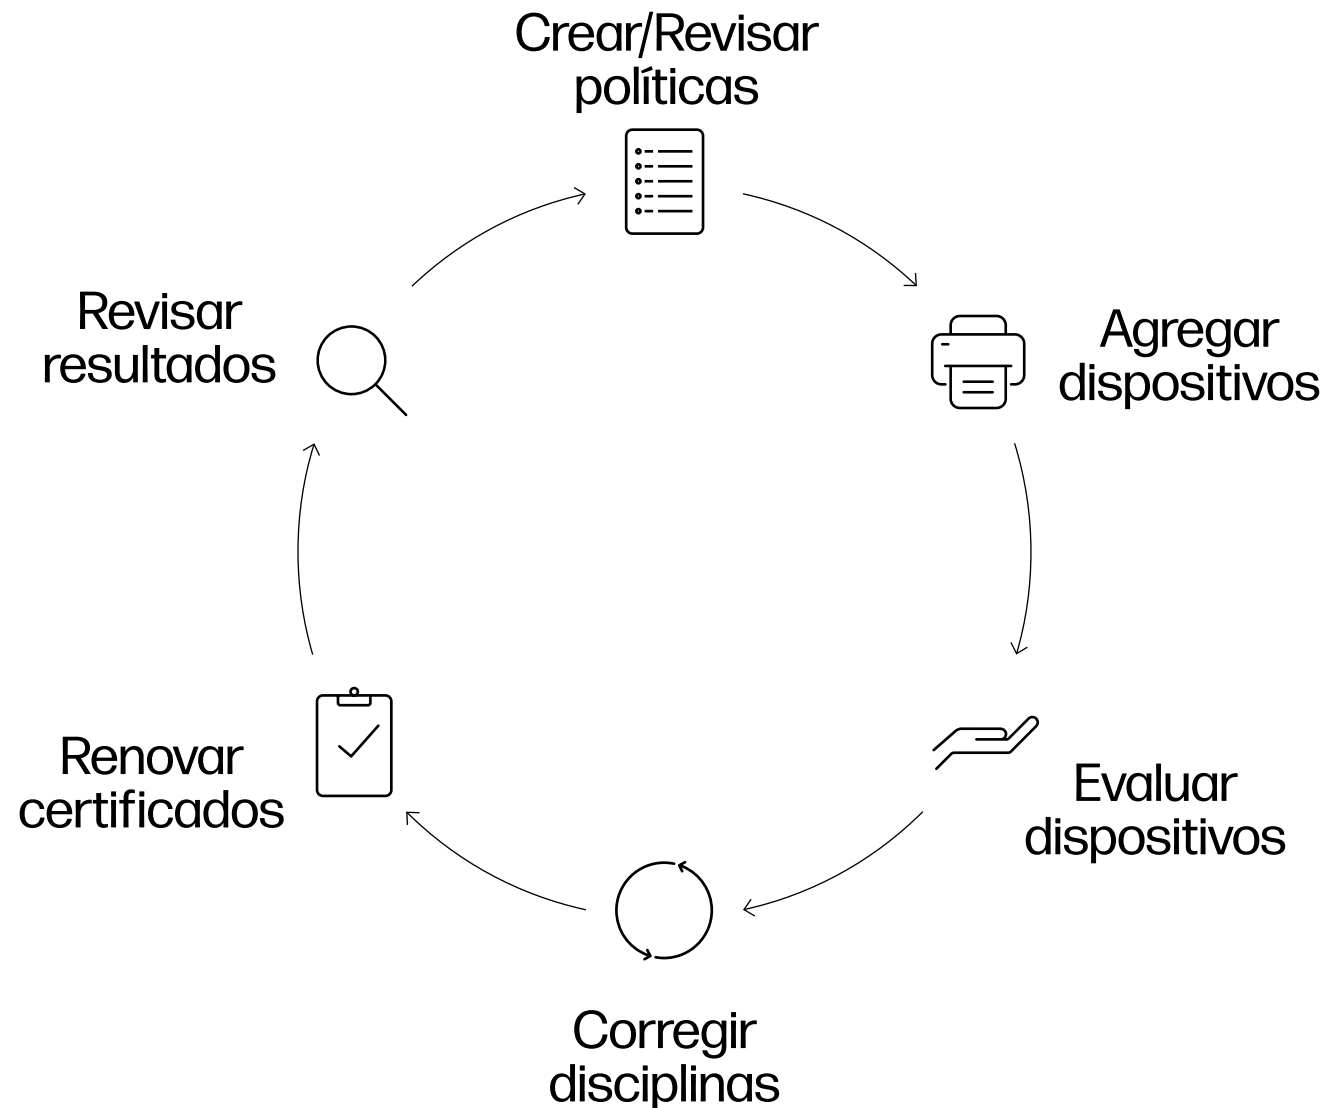 Crear/Revisar
políticas
Agregar
dispositivos
Evaluar
dispositivos
Corregir
disciplinas
Renovar
certificados
Revisar
resultados